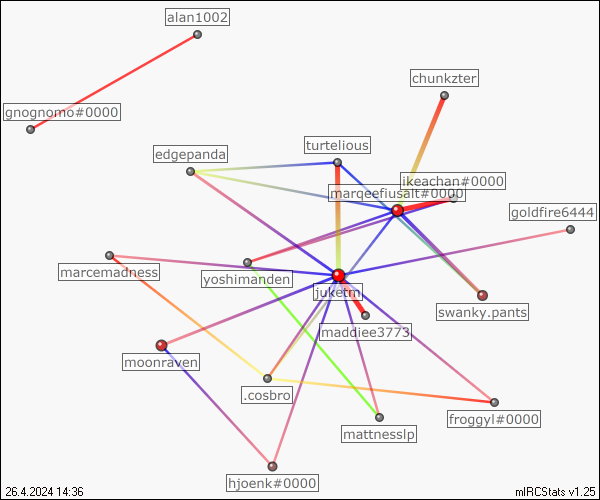 alan1002
chunkzter
gnognomo#0000
turtelious
edgepanda
ikeachan#0000
marqeefiusalt#0000
goldfire6444
marcemadness
yoshimanden
juketm
swanky.pants
maddiee3773
moonraven
.cosbro
froggyl#0000
mattnesslp
hjoenk#0000
26.4.2024 14:36
mIRCStats v1.25